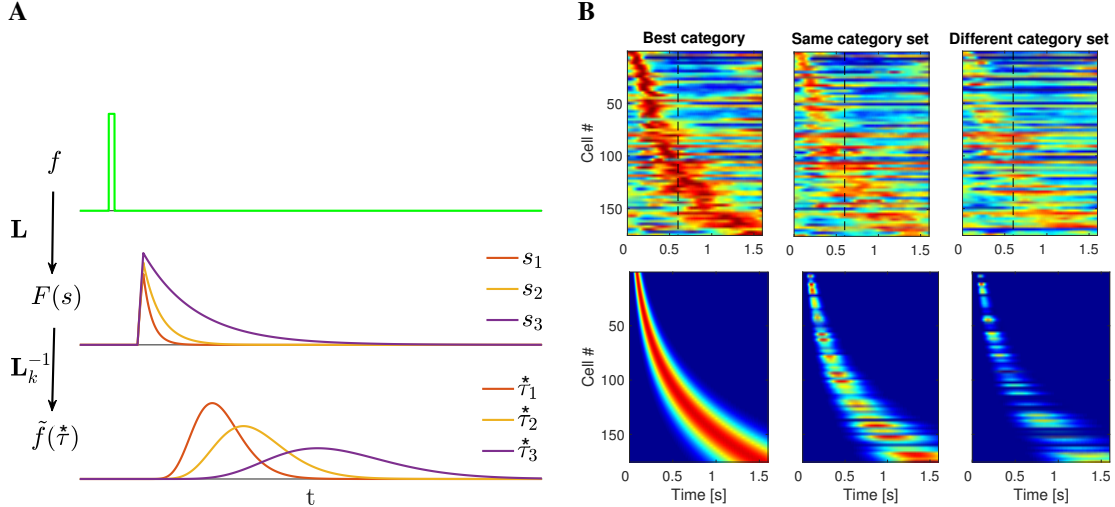 A
f
L
F(s)
s₁
s₂
s₃
L_k^{-1}
f̃(τ*)
τ*₁
τ*₂
τ*₃
t
B
Best category Same category set Different category set
Cell #
50
100
150
0 0.5 1 1.5
0 0.5 1 1.5
0 0.5 1 1.5
Cell #
50
100
150
0 0.5 1 1.5
0 0.5 1 1.5
0 0.5 1 1.5
Time [s] Time [s] Time [s]